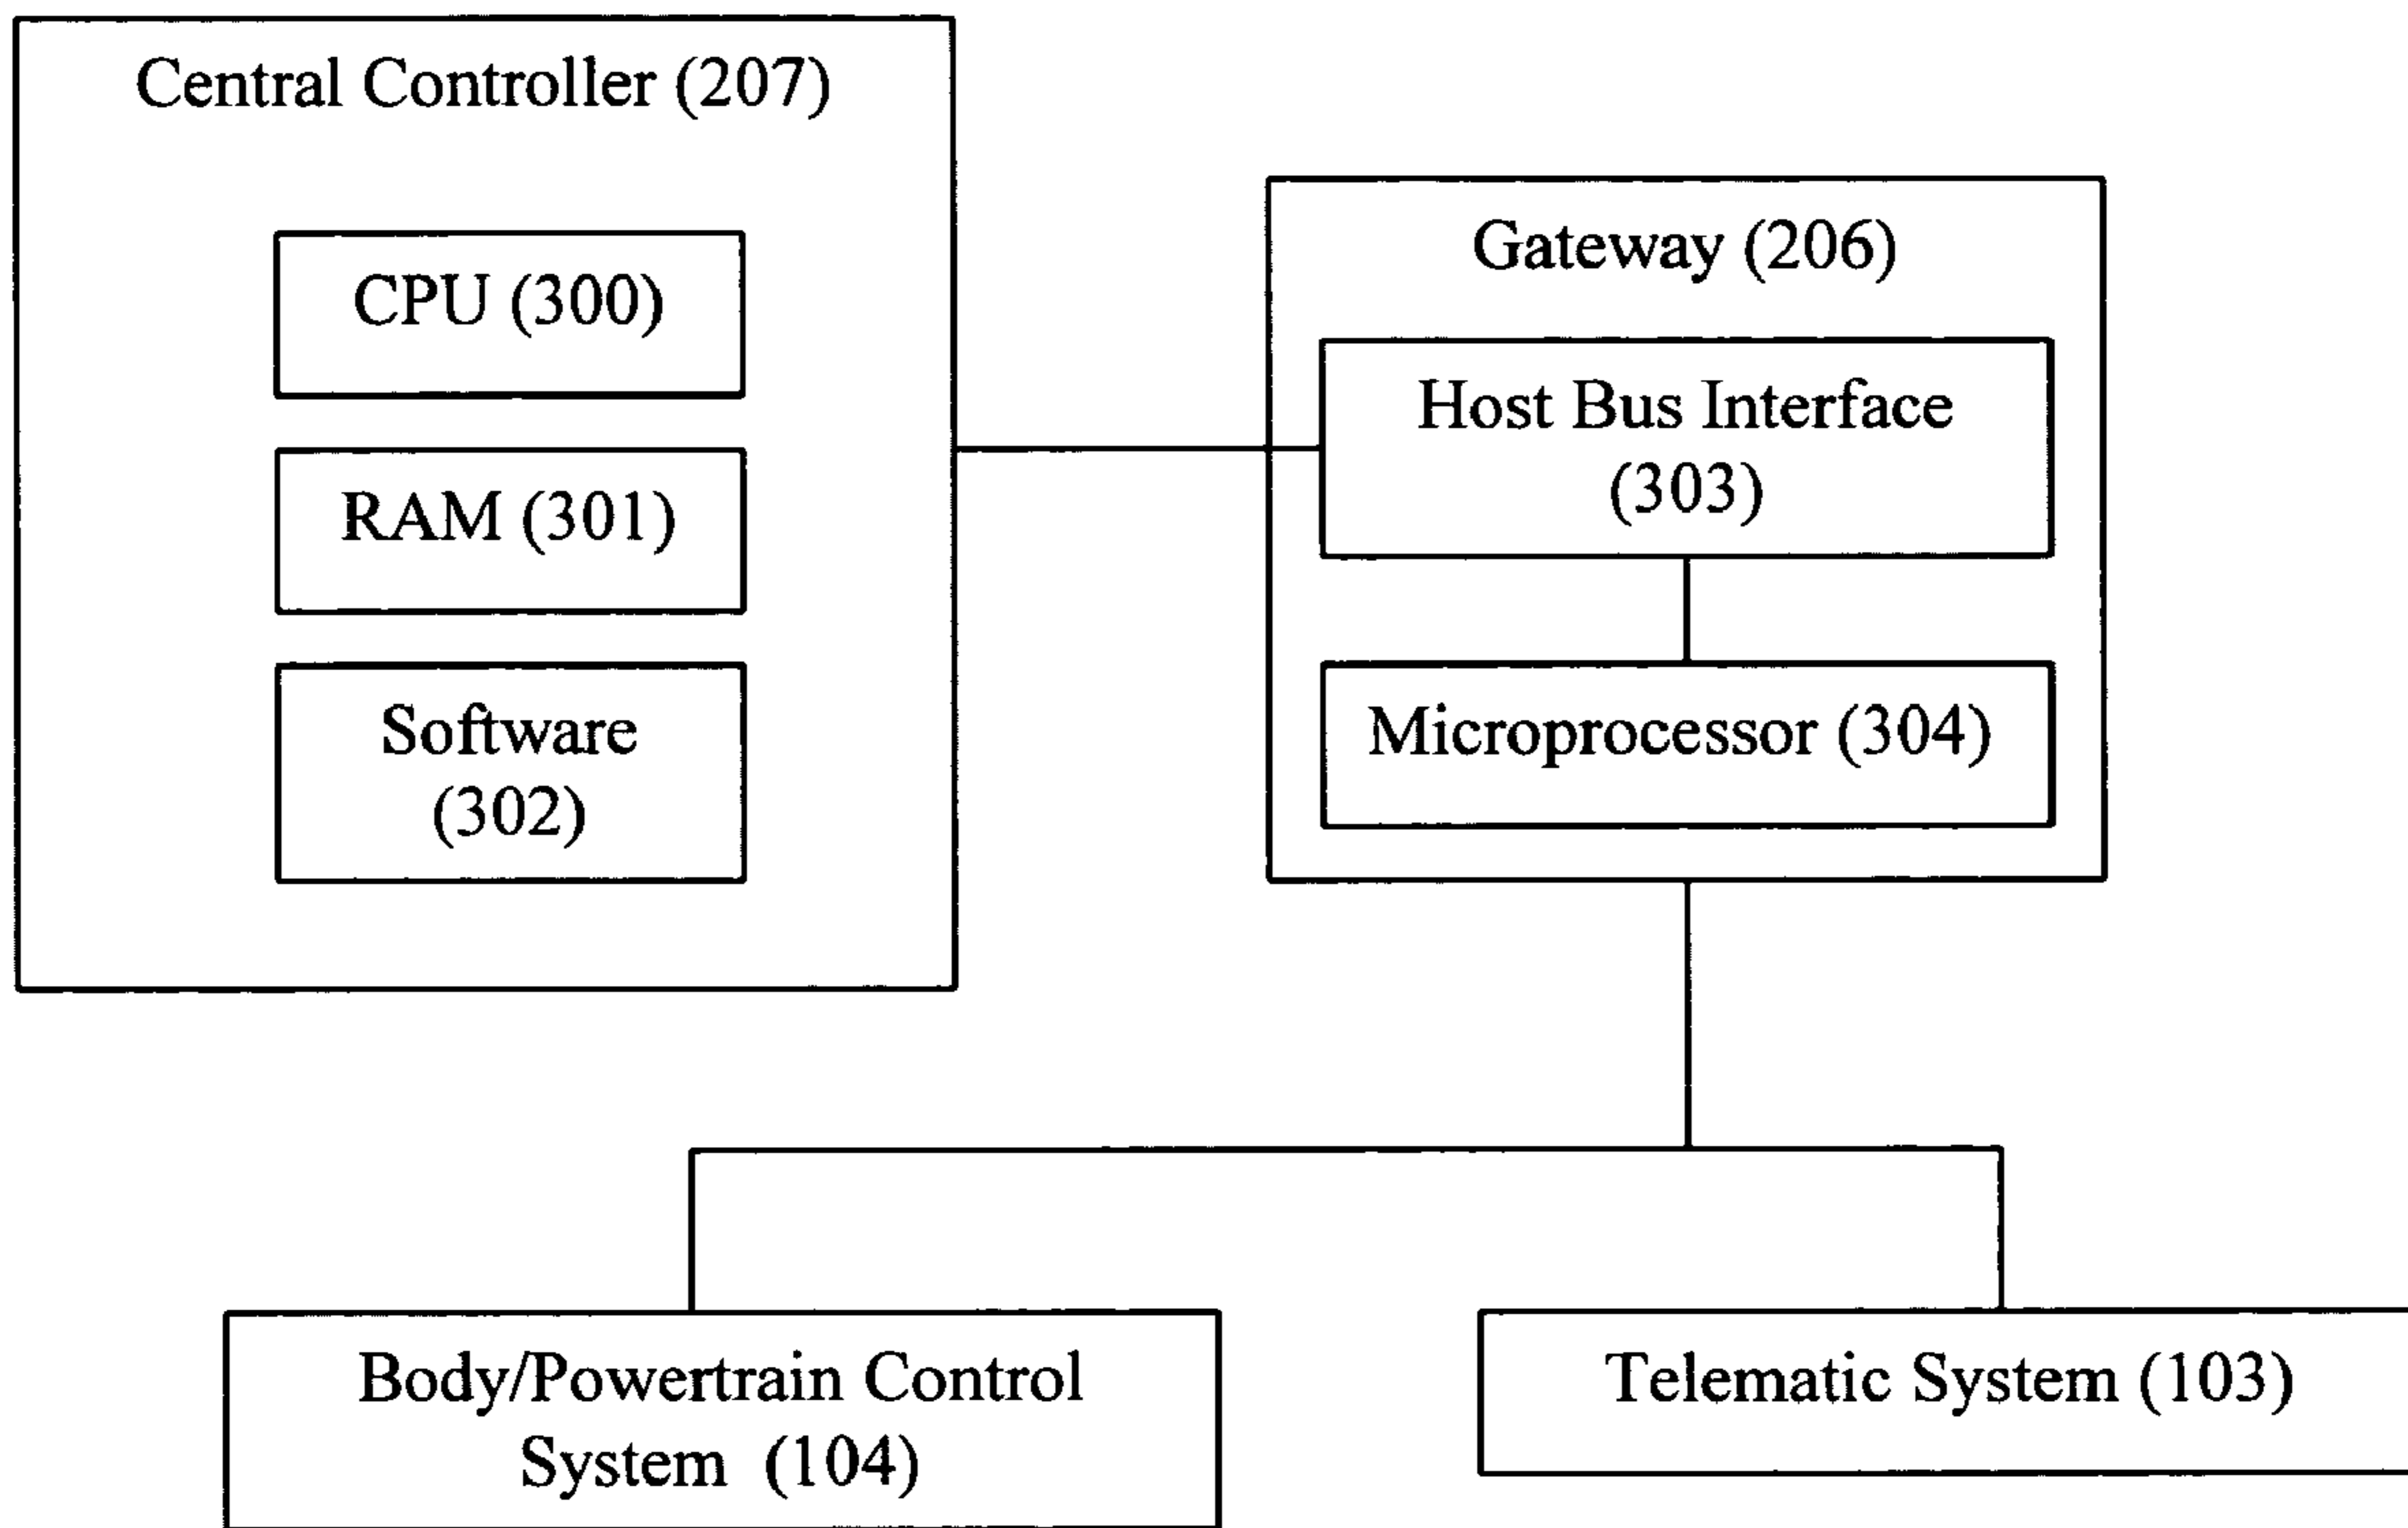 Central Controller (207)
CPU (300)
RAM (301)
Software
(302)
Gateway (206)
Host Bus Interface
(303)
Microprocessor (304)
Body/Powertrain Control
System (104)
Telematic System (103)